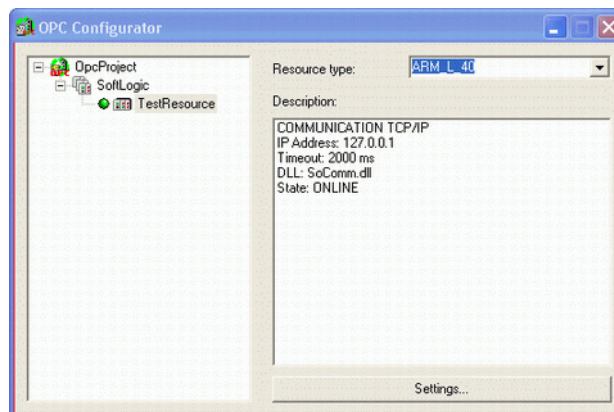 OPC Configurator
OpcProject
SoftLogic
TestResource
Resource type:
ARM_L_40
Description:
COMMUNICATION TCP/IP
IP Address: 127.0.0.1
Timeout: 2000 ms
DLL: SoComm.dll
State: ONLINE
Settings...